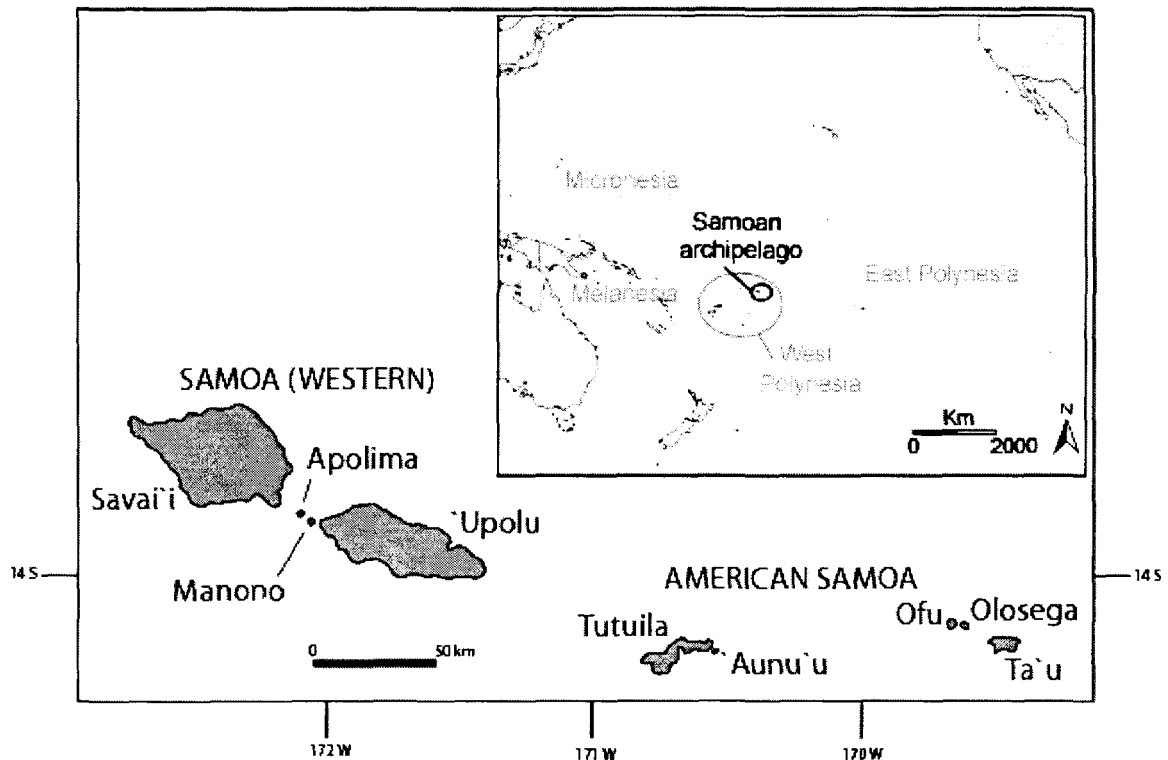 Micronesia
Samoan
archipelago
East Polynesia
Melanesia
West
Polynesia
N
Km
0 2000
SAMOA (WESTERN)
Apolima
Savai`i
`Upolu
Manono
14 S
14 S
AMERICAN SAMOA
Ofu
Olosega
Tutuila
Aunu`u
Ta`u
0 50 km
172 W
171 W
170 W